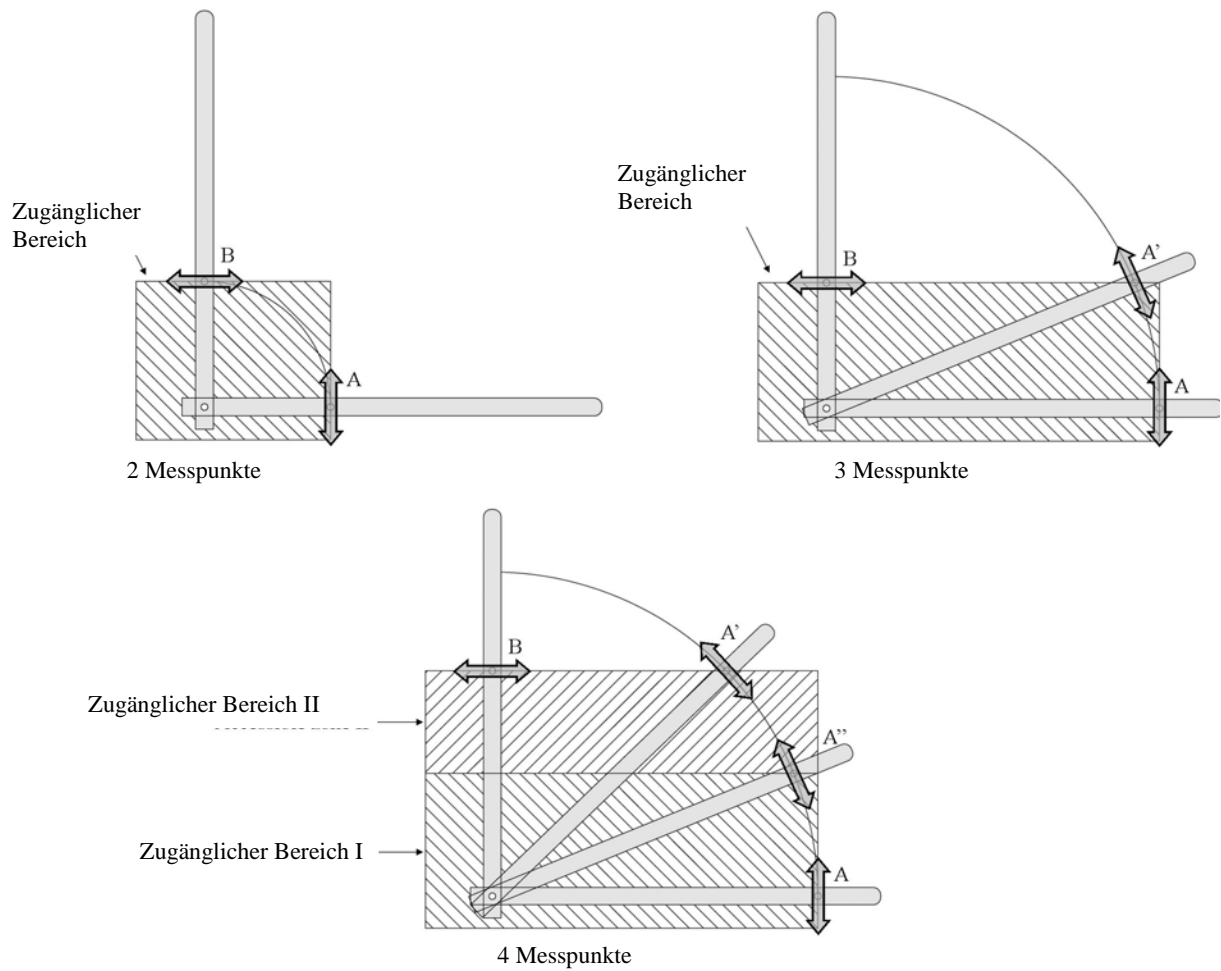 Zugänglicher
Bereich
B
A
2 Messpunkte
Zugänglicher
Bereich
B
A'
A
3 Messpunkte
B
A'
Zugänglicher Bereich II
A''
Zugänglicher Bereich I
A
4 Messpunkte